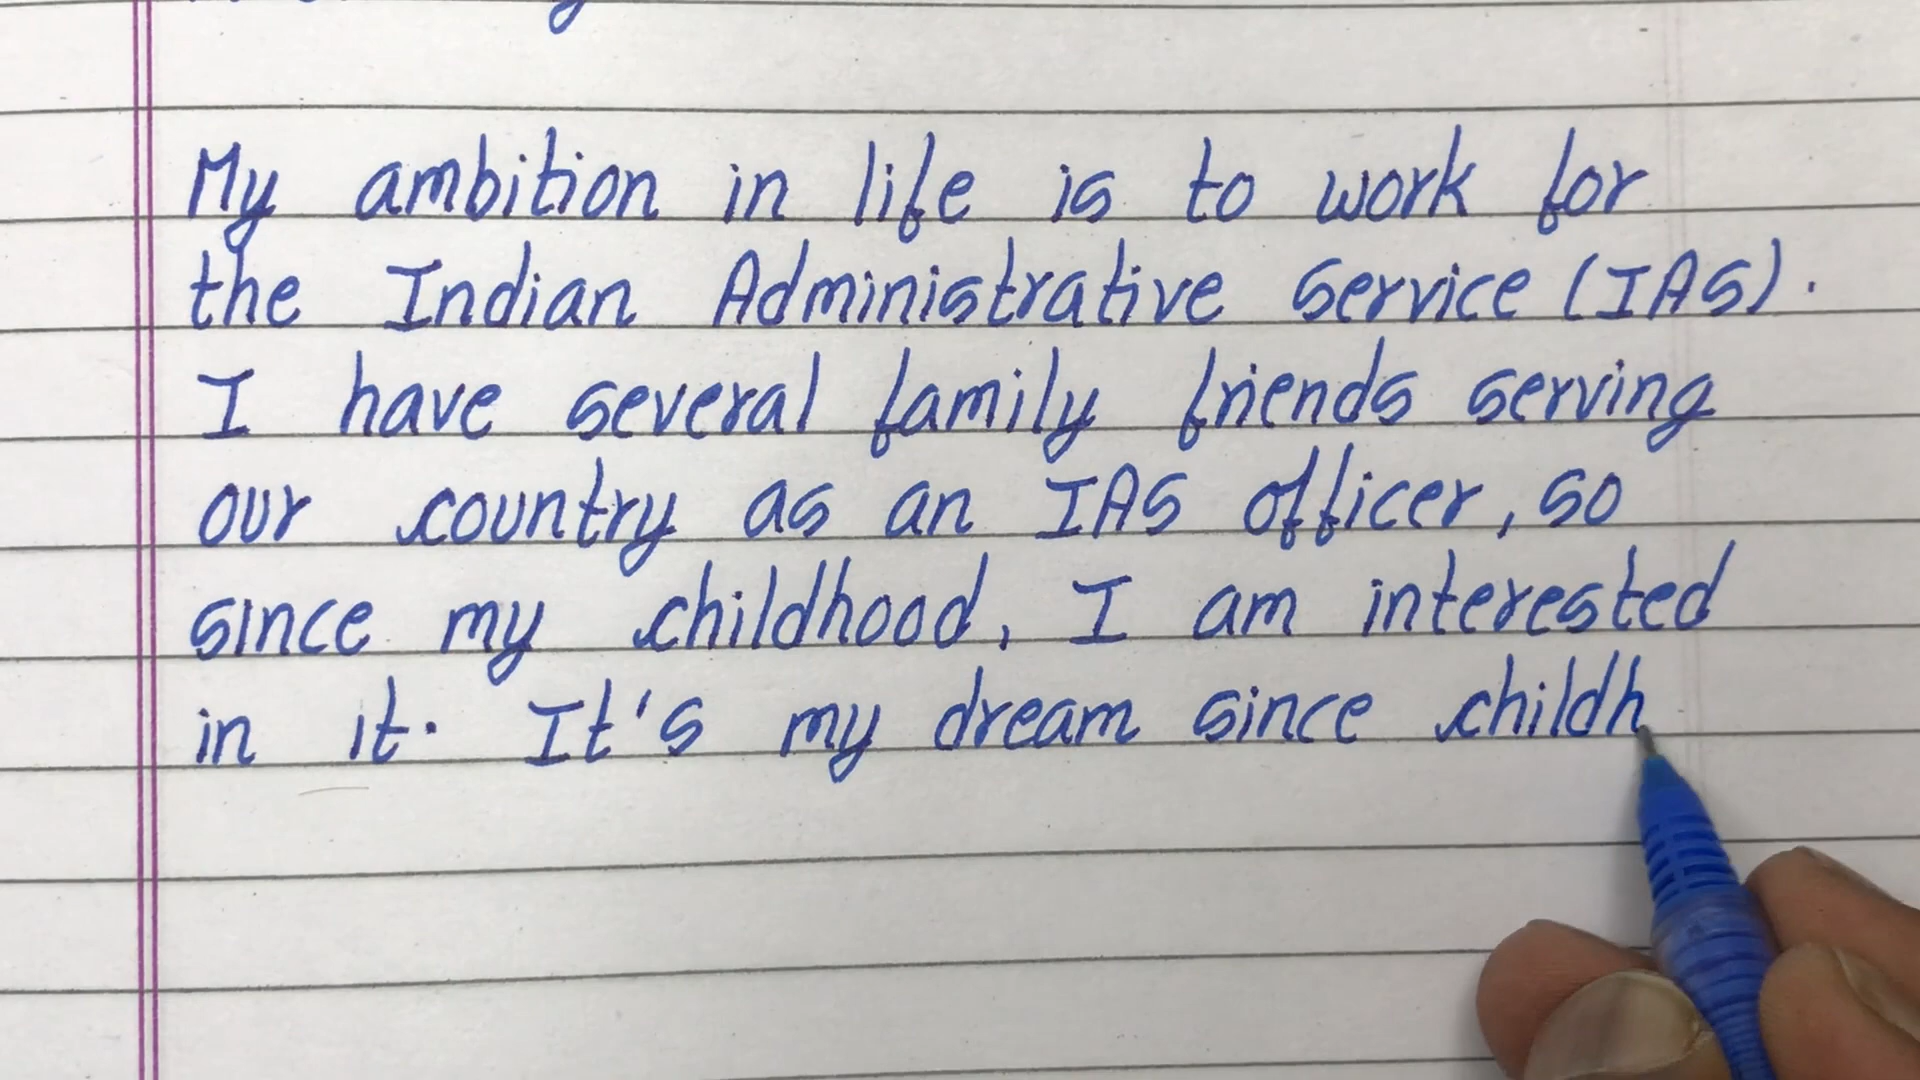 My ambition in life is to work for
the Indian Administrative Service (IAS).
I have several family friends serving
our country as an IAS officer, so
since my childhood, I am interested
in it. It's my dream since childh